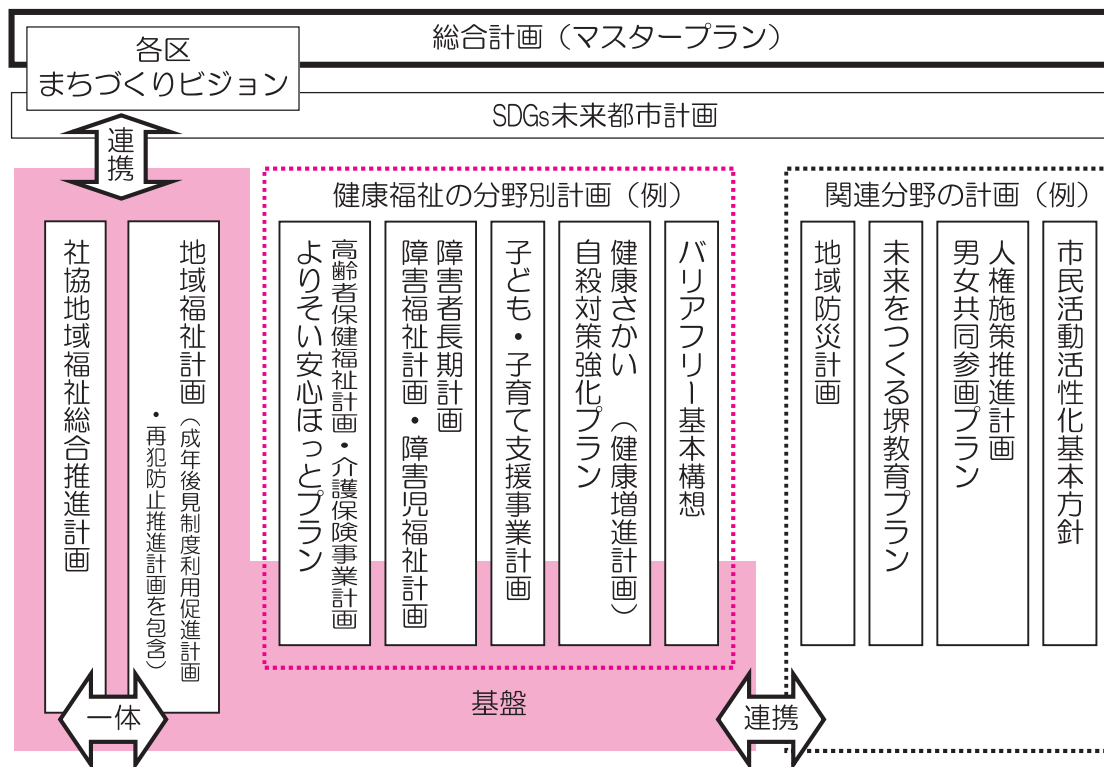 総合計画（マスタープラン）
各区
まちづくりビジョン
SDGs未来都市計画
連携
社協地域福祉総合推進計画
地域福祉計画（成年後見制度利用促進計画
・再犯防止推進計画を包含）
一体
健康福祉の分野別計画（例）
高齢者保健福祉計画・介護保険事業計画
よりそい安心ほっとプラン
障害者長期計画
障害福祉計画・障害児福祉計画
子ども・子育て支援事業計画
健康さかい（健康増進計画）
自殺対策強化プラン
バリアフリー基本構想
基盤
連携
関連分野の計画（例）
地域防災計画
未来をつくる堺教育プラン
人権施策推進計画
男女共同参画プラン
市民活動活性化基本方針